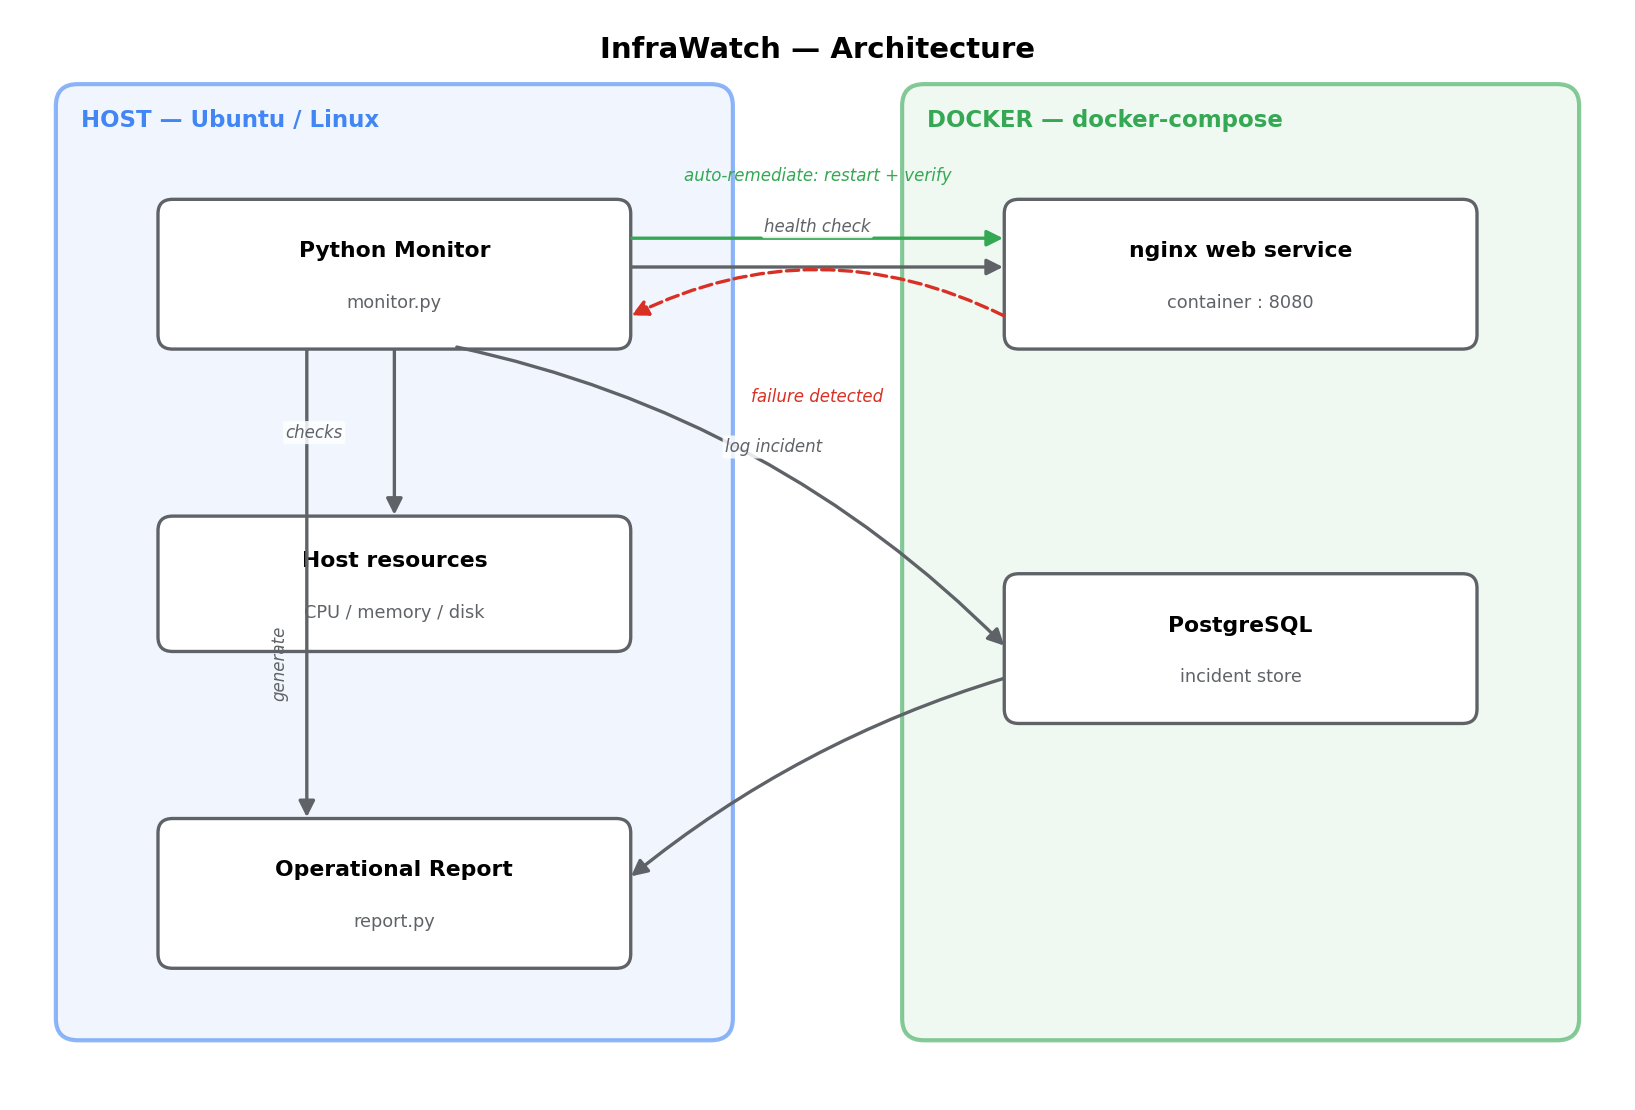 InfraWatch — Architecture
HOST — Ubuntu / Linux
DOCKER — docker-compose
auto-remediate: restart + verify
health check
Python Monitor
monitor.py
nginx web service
container : 8080
failure detected
checks
log incident
Host resources
CPU / memory / disk
generate
PostgreSQL
incident store
Operational Report
report.py